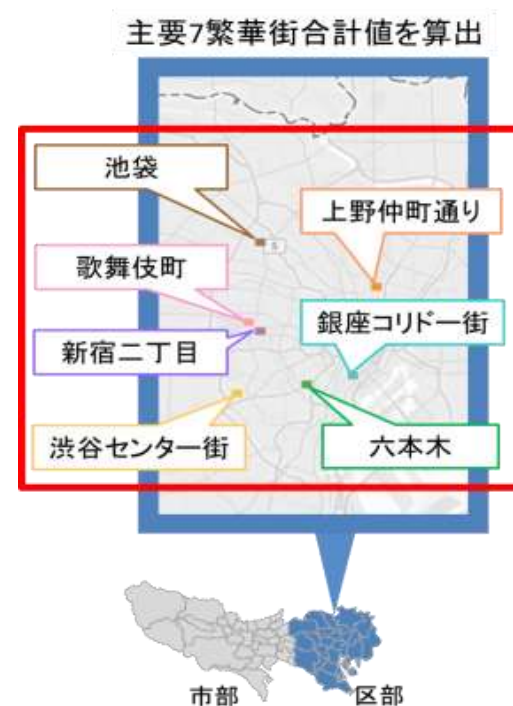 主要7繁華街合計値を算出
池袋
上野仲町通り
歌舞伎町
銀座コリドー街
新宿二丁目
渋谷センター街
六本木
市部
区部